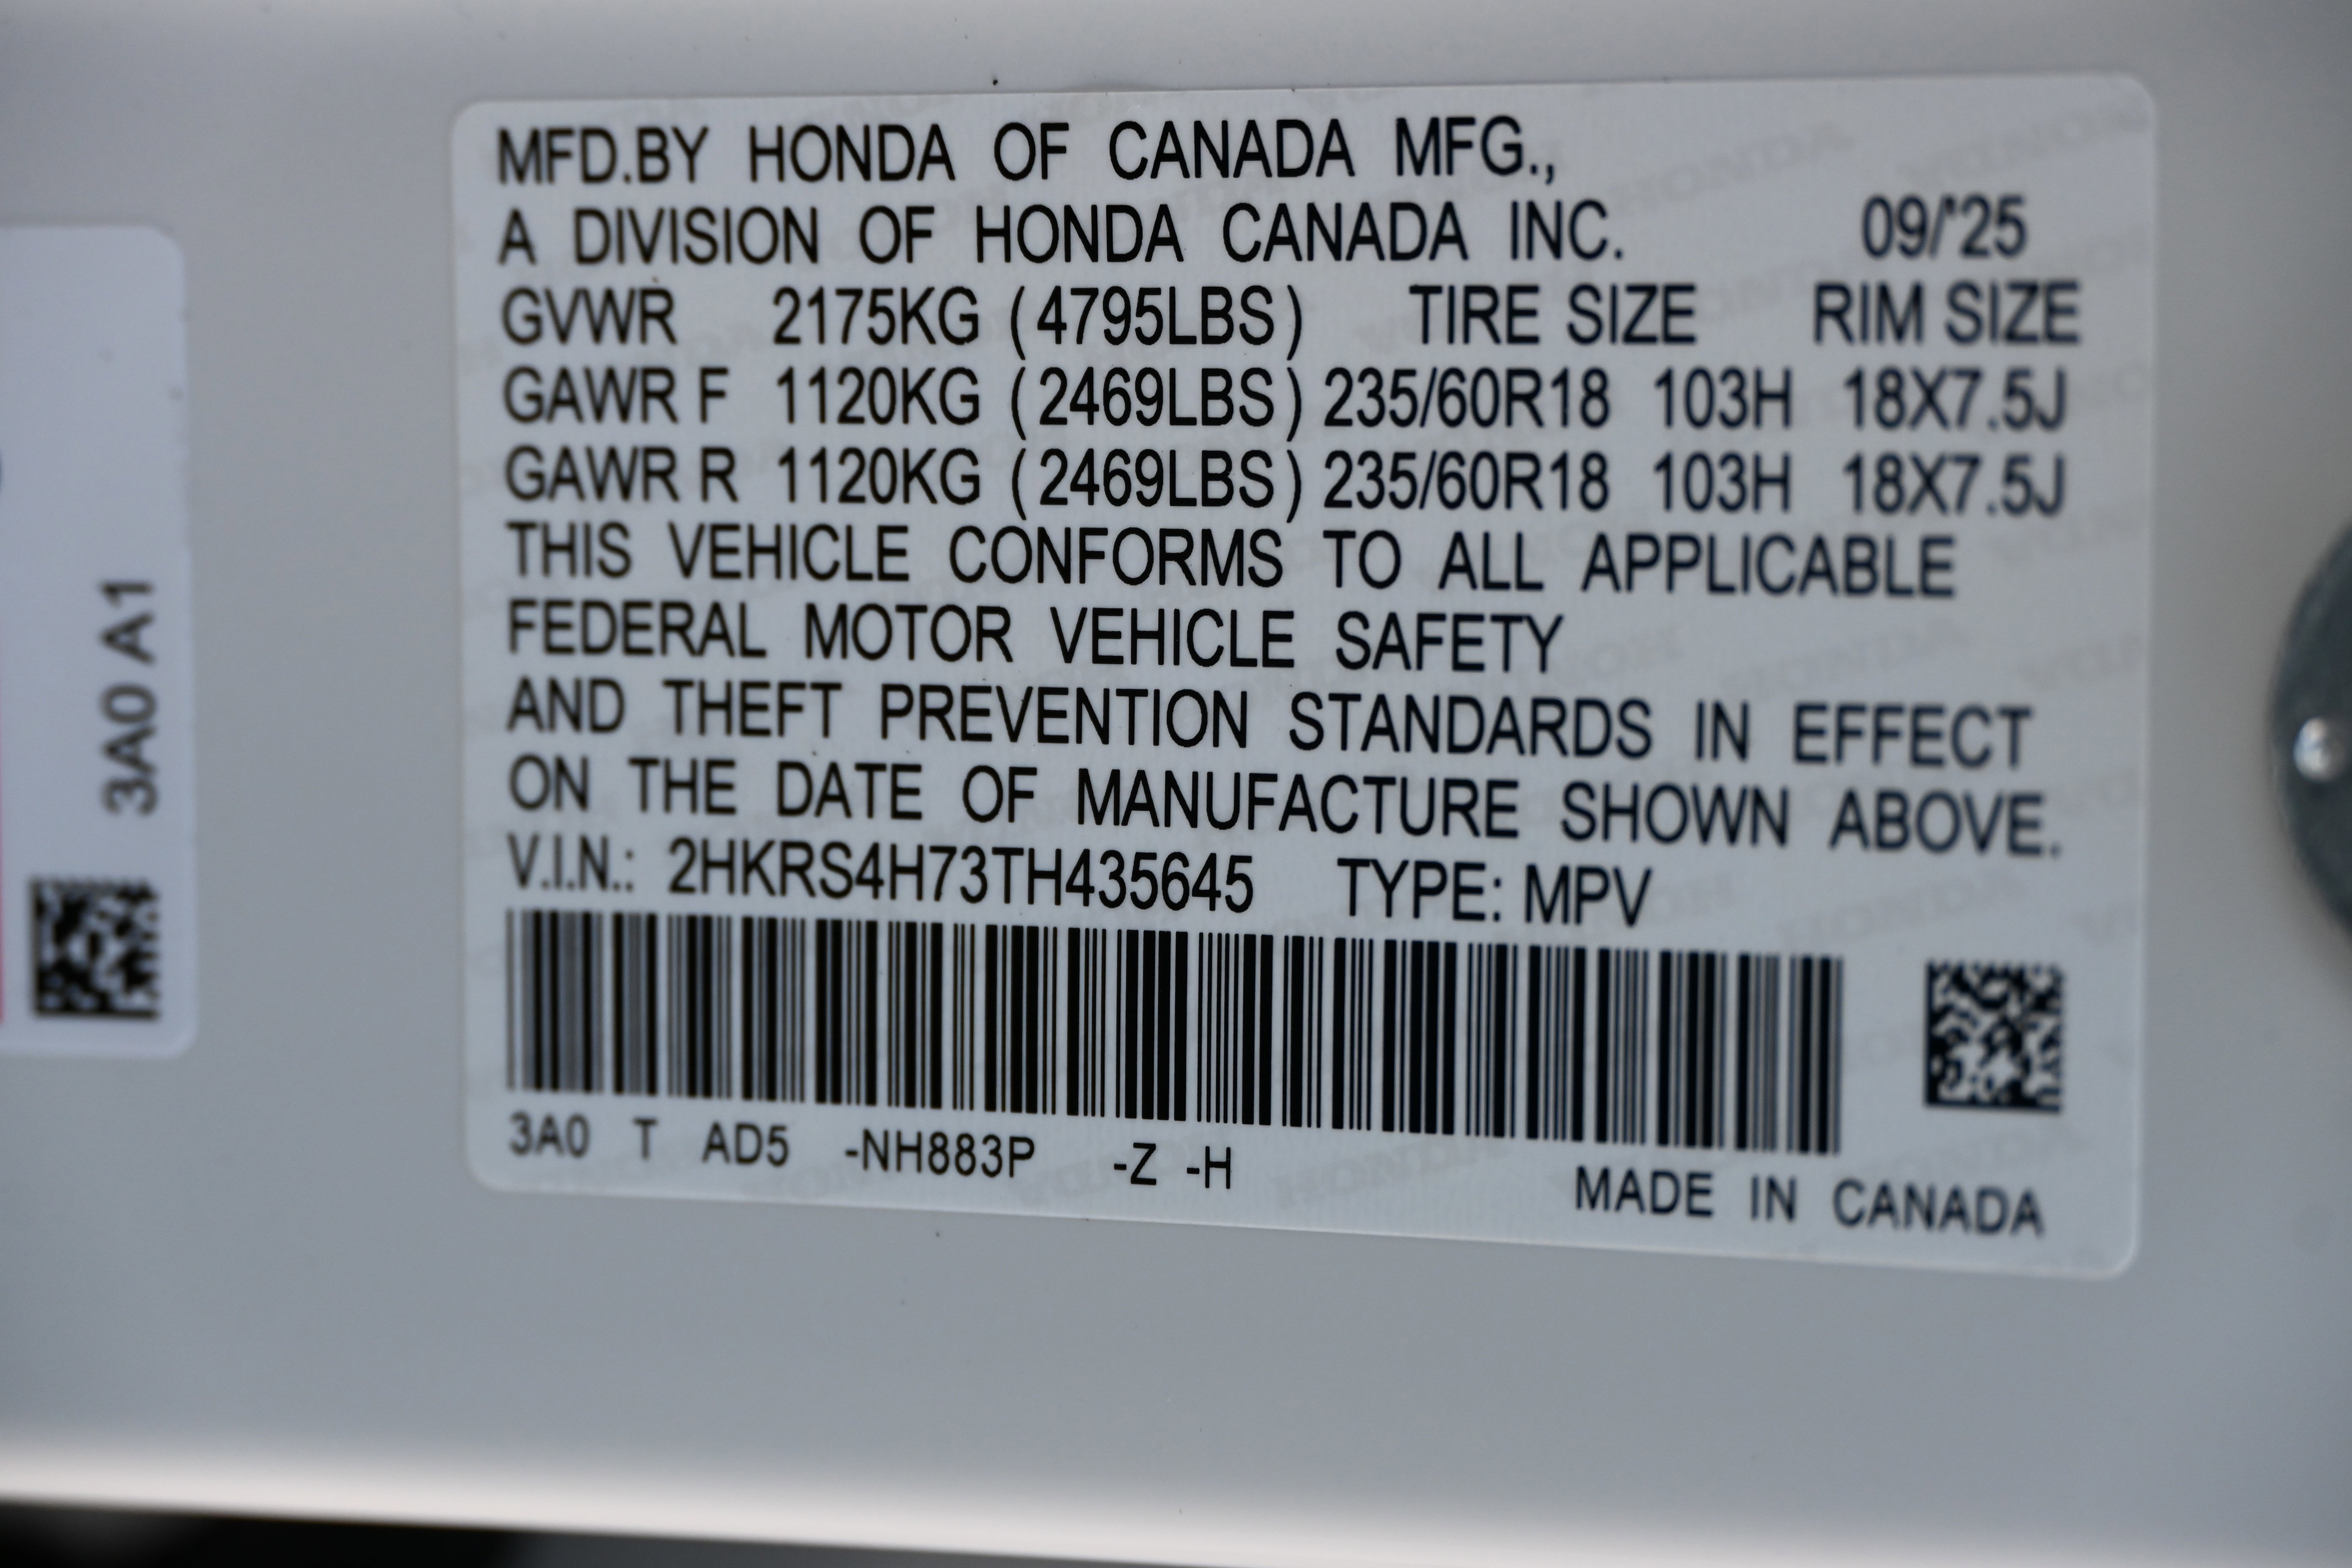 MFD.BY HONDA OF CANADA MFG.,
A DIVISION OF HONDA CANADA INC. 09/'25
GVWR 2175KG (4795LBS) TIRE SIZE RIM SIZE
GAWR F 1120KG (2469LBS) 235/60R18 103H 18X7.5J
GAWR R 1120KG (2469LBS) 235/60R18 103H 18X7.5J
THIS VEHICLE CONFORMS TO ALL APPLICABLE
FEDERAL MOTOR VEHICLE SAFETY
AND THEFT PREVENTION STANDARDS IN EFFECT
ON THE DATE OF MANUFACTURE SHOWN ABOVE.
V.I.N.: 2HKRS4H73TH435645 TYPE: MPV
3A0 T AD5 -NH883P -Z -H
MADE IN CANADA
3A0 A1